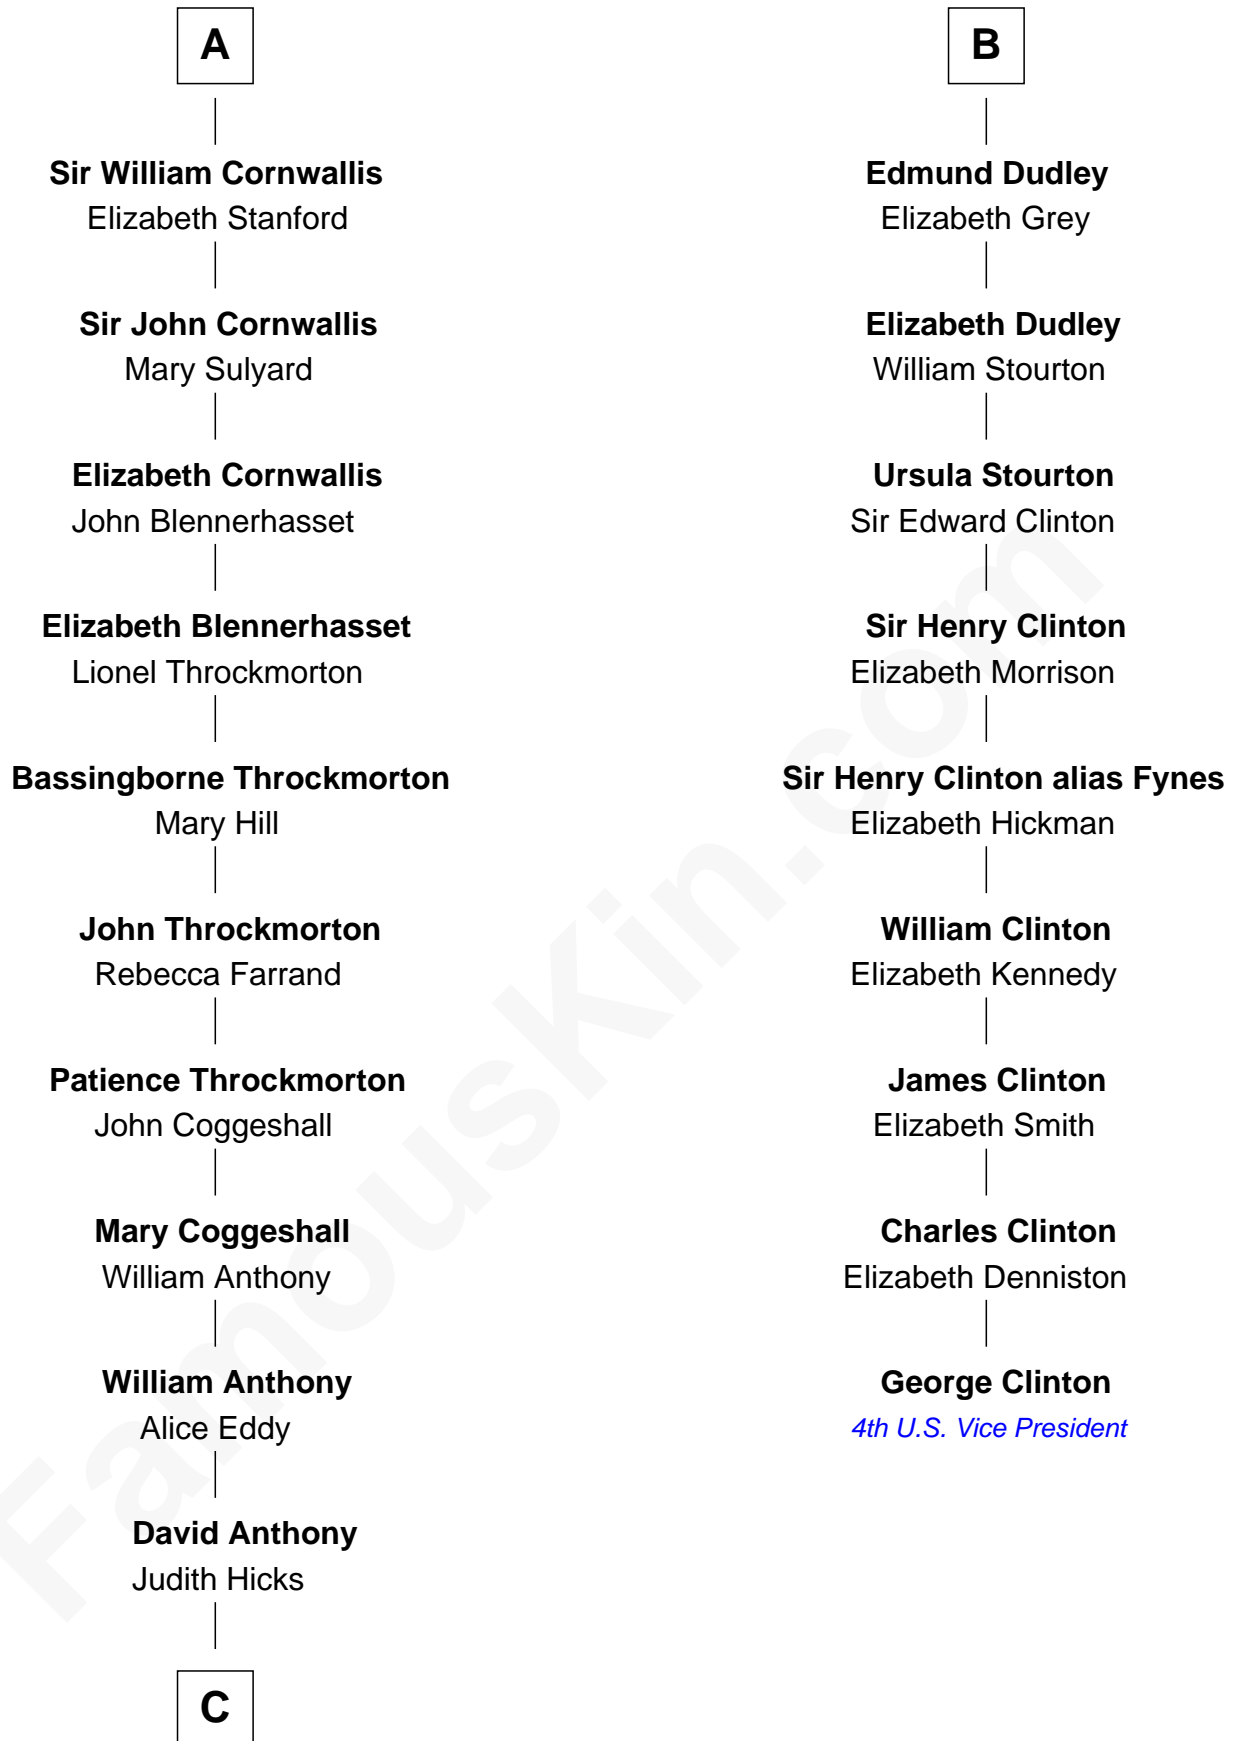 A
Sir William Cornwallis
Elizabeth Stanford
Sir John Cornwallis
Mary Sulyard
Elizabeth Cornwallis
John Blennerhasset
Elizabeth Blennerhasset
Lionel Throckmorton
Bassingborne Throckmorton
Mary Hill
John Throckmorton
Rebecca Farrand
Patience Throckmorton
John Coggeshall
Mary Coggeshall
William Anthony
William Anthony
Alice Eddy
David Anthony
Judith Hicks
C
B
Edmund Dudley
Elizabeth Grey
Elizabeth Dudley
William Stourton
Ursula Stourton
Sir Edward Clinton
Sir Henry Clinton
Elizabeth Morrison
Sir Henry Clinton alias Fynes
Elizabeth Hickman
William Clinton
Elizabeth Kennedy
James Clinton
Elizabeth Smith
Charles Clinton
Elizabeth Denniston
George Clinton
4th U.S. Vice President
FamousKin.com